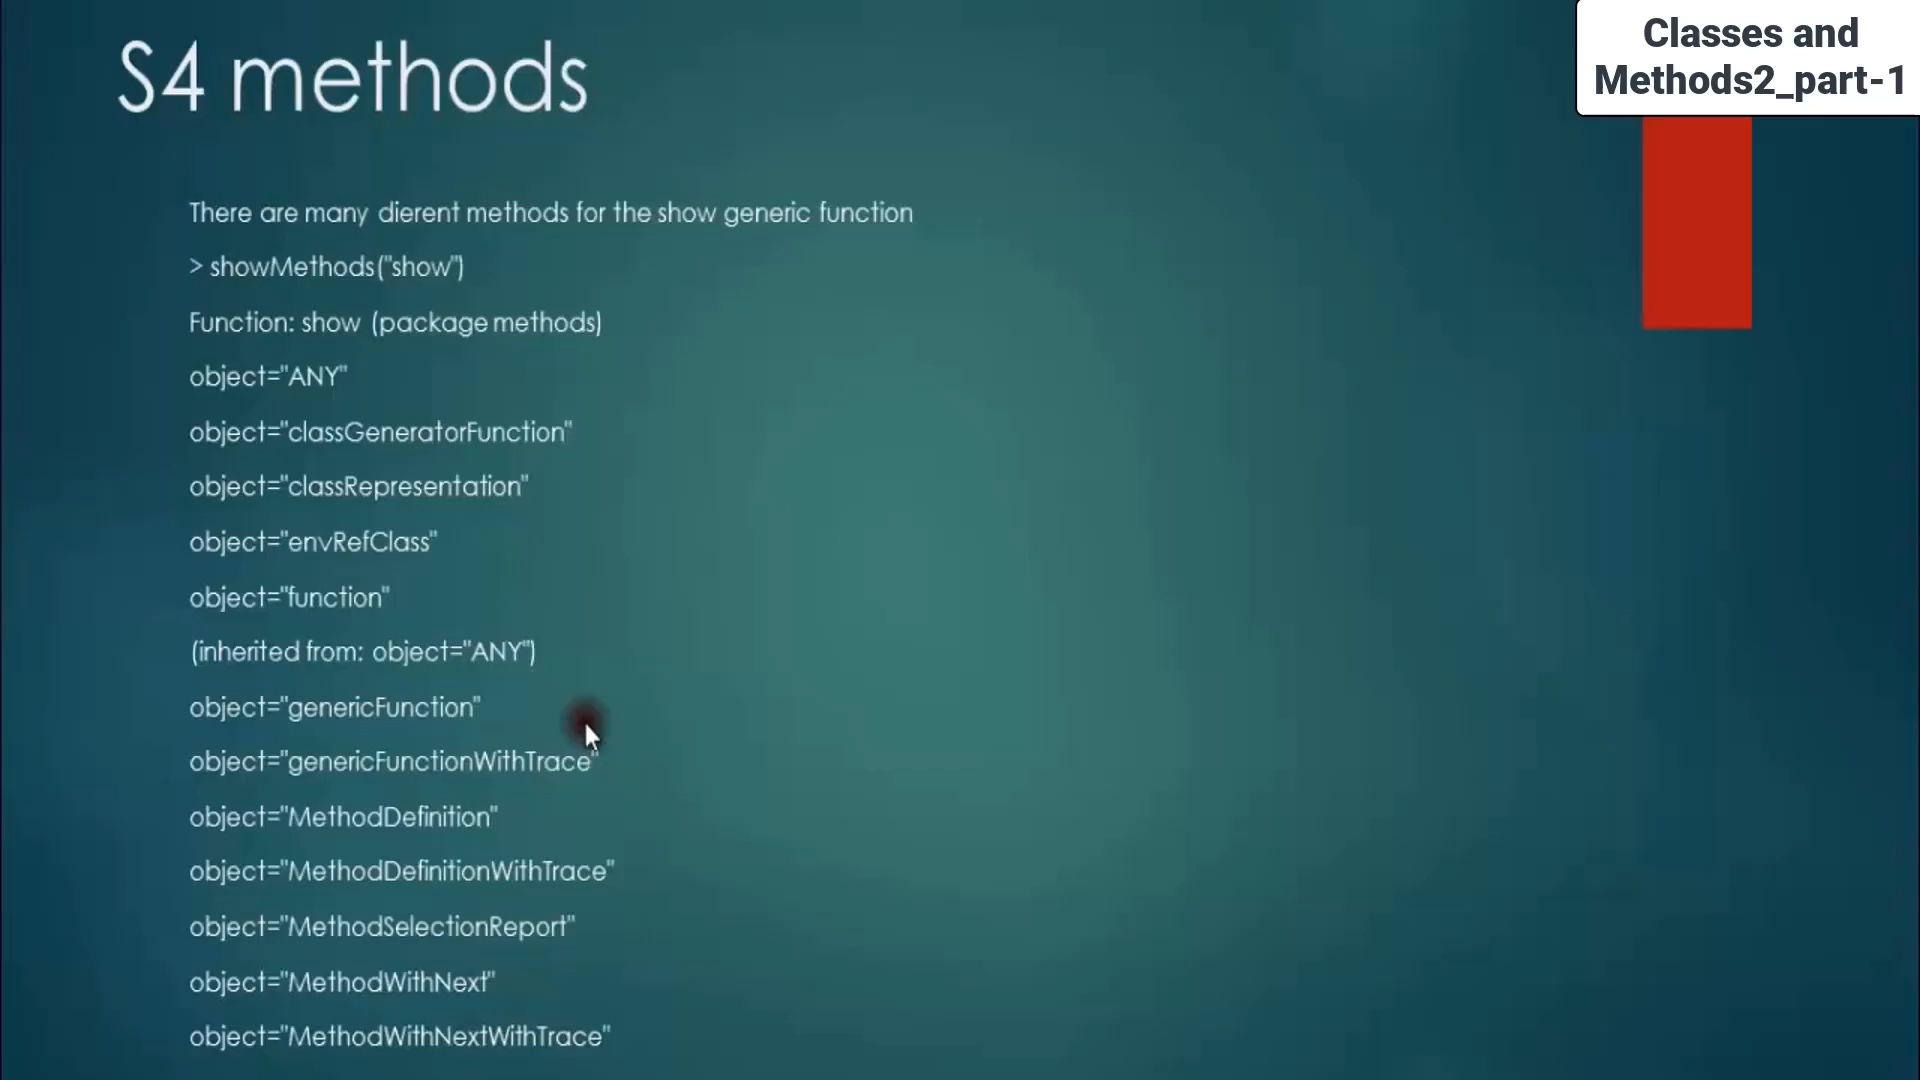 S4 methods
Classes and
Methods2_part-1
There are many dierent methods for the show generic function
> showMethods("show")
Function: show (package methods)
object="ANY"
object="classGeneratorFunction"
object="classRepresentation"
object="envRefClass"
object="function"
(inherited from: object="ANY")
object="genericFunction"
object="genericFunctionWithTrace"
object="MethodDefinition"
object="MethodDefinitionWithTrace"
object="MethodSelectionReport"
object="MethodWithNext"
object="MethodWithNextWithTrace"